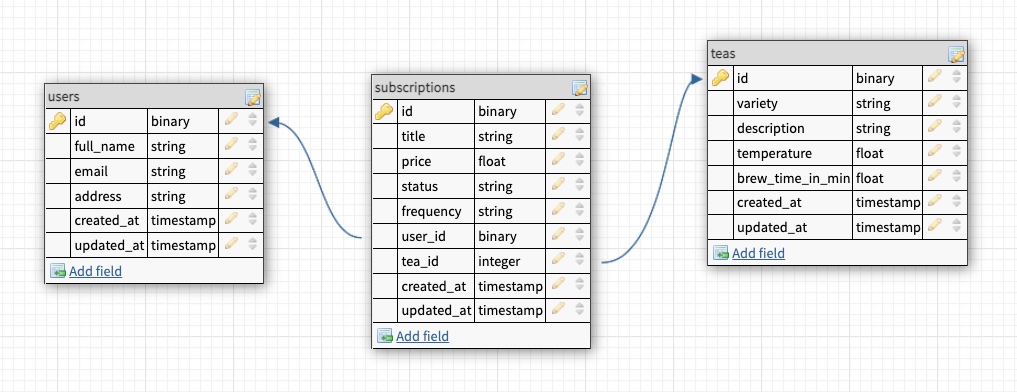 users
id binary
full_name string
email string
address string
created_at timestamp
updated_at timestamp
Add field
subscriptions
id binary
title string
price float
status string
frequency string
user_id binary
tea_id integer
created_at timestamp
updated_at timestamp
Add field
teas
id binary
variety string
description string
temperature float
brew_time_in_min float
created_at timestamp
updated_at timestamp
Add field